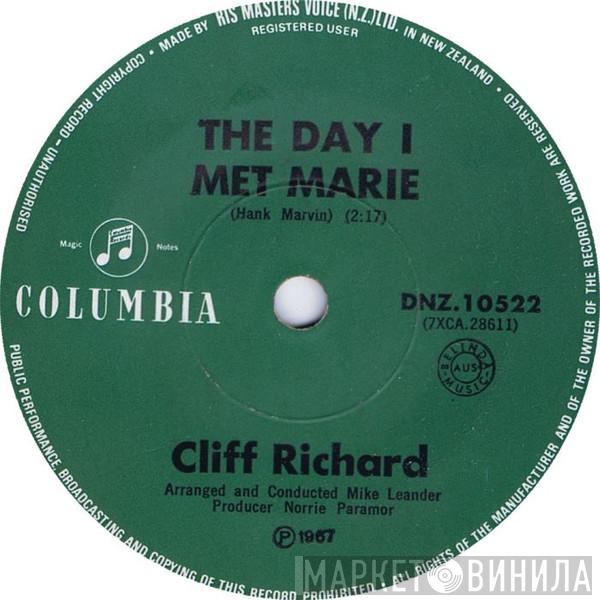 MADE BY HIS MASTERS VOICE (N.Z.) LTD. IN NEW ZEALAND • ALL RIGHTS OF THE MANUFACTURER AND OF THE OWNER OF THE RECORDED WORK ARE RESERVED
REGISTERED USER
COPYRIGHT RECORD – UNAUTHORISED PUBLIC PERFORMANCE BROADCASTING AND COPYING OF THIS RECORD PROHIBITED •
THE DAY I
MET MARIE
(Hank Marvin) (2:17)
Magic Notes
Columbia Records
COLUMBIA
DNZ.10522
(7XCA.28611)
BELINDA
AUS
MUSIC
Cliff Richard
Arranged and Conducted Mike Leander
Producer Norrie Paramor
Ⓟ 1967
МАРКЕТ ВИНИЛА